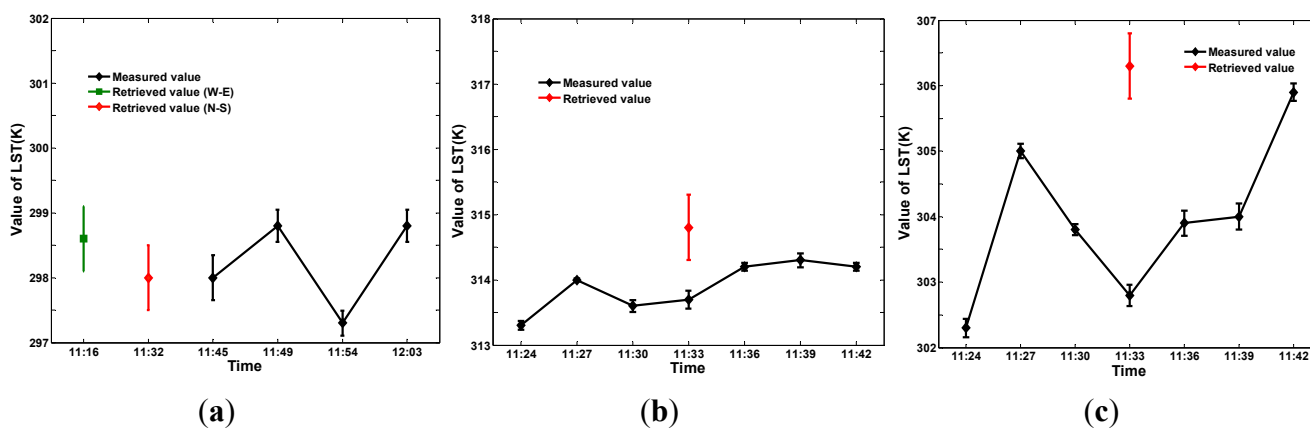 302
301
300
299
298
297
Value of LST(K)
Measured value
Retrieved value (W-E)
Retrieved value (N-S)
11:16 11:32 11:45 11:49 11:54 12:03
Time
(a)
318
317
316
315
314
313
Value of LST(K)
Measured value
Retrieved value
11:24 11:27 11:30 11:33 11:36 11:39 11:42
Time
(b)
307
306
305
304
303
302
Value of LST(K)
Measured value
Retrieved value
11:24 11:27 11:30 11:33 11:36 11:39 11:42
Time
(c)